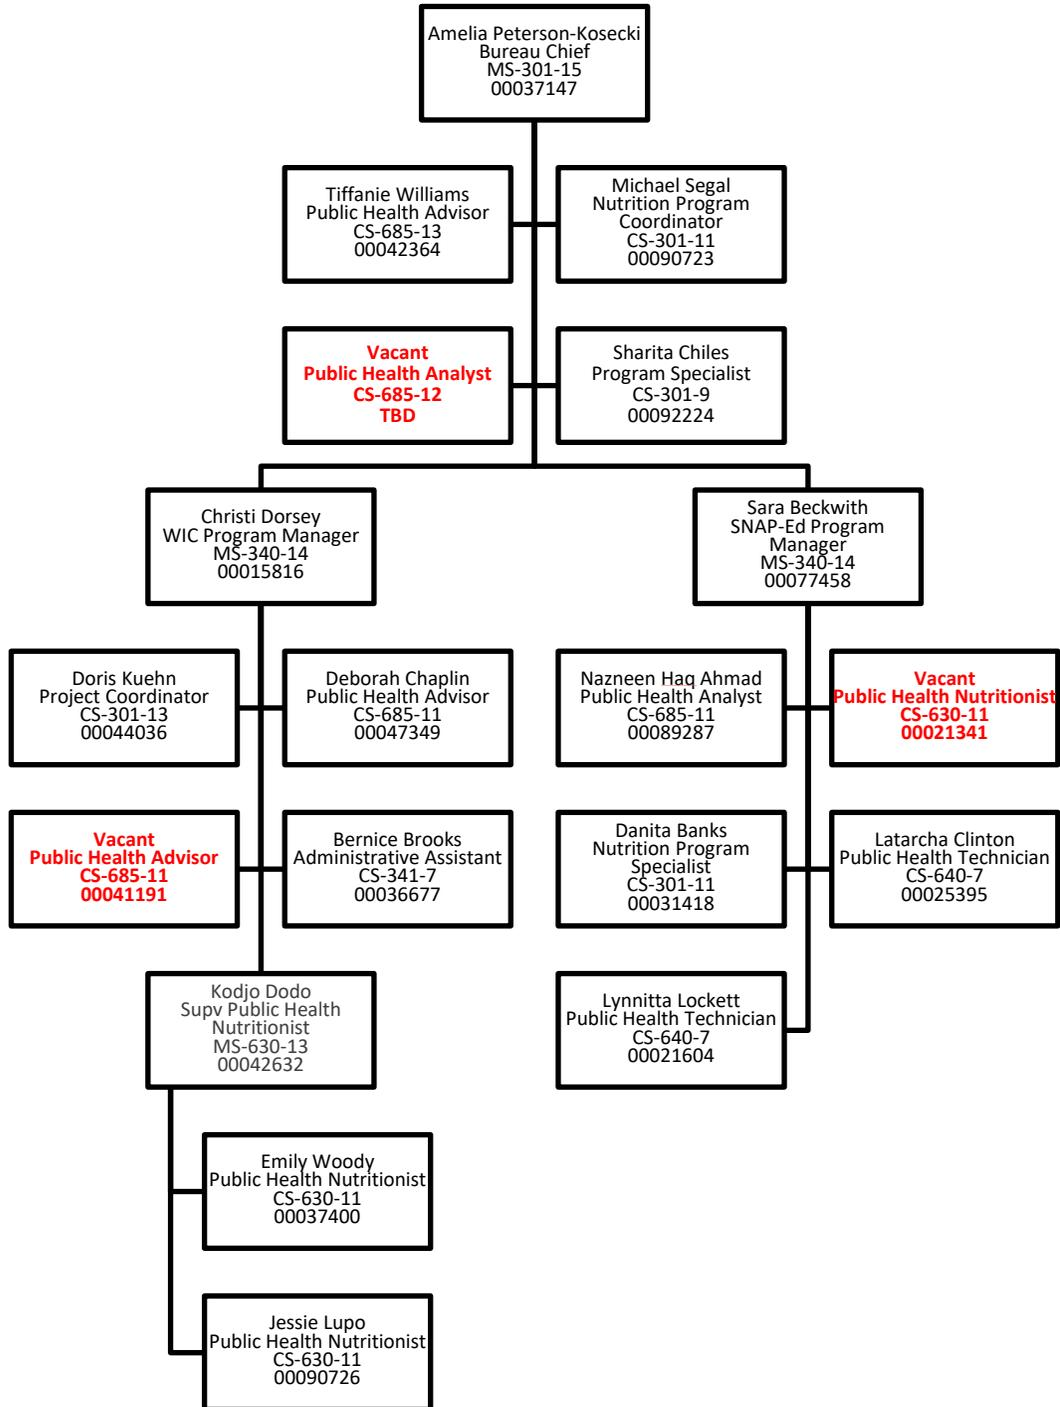 Amelia Peterson-Kosecki
Bureau Chief
MS-301-15
00037147
Tiffanie Williams
Public Health Advisor
CS-685-13
00042364
Michael Segal
Nutrition Program
Coordinator
CS-301-11
00090723
Vacant
Public Health Analyst
CS-685-12
TBD
Sharita Chiles
Program Specialist
CS-301-9
00092224
Christi Dorsey
WIC Program Manager
MS-340-14
00015816
Sara Beckwith
SNAP-Ed Program
Manager
MS-340-14
00077458
Doris Kuehn
Project Coordinator
CS-301-13
00044036
Deborah Chaplin
Public Health Advisor
CS-685-11
00047349
Nazneen Haq Ahmad
Public Health Analyst
CS-685-11
00089287
Vacant
Public Health Nutritionist
CS-630-11
00021341
Vacant
Public Health Advisor
CS-685-11
00041191
Bernice Brooks
Administrative Assistant
CS-341-7
00036677
Danita Banks
Nutrition Program
Specialist
CS-301-11
00031418
Latarcha Clinton
Public Health Technician
CS-640-7
00025395
Kodjo Dodo
Supv Public Health
Nutritionist
MS-630-13
00042632
Lynnitta Lockett
Public Health Technician
CS-640-7
00021604
Emily Woody
Public Health Nutritionist
CS-630-11
00037400
Jessie Lupo
Public Health Nutritionist
CS-630-11
00090726